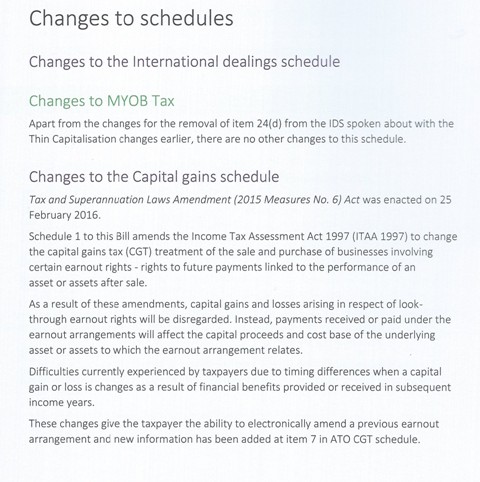 Changes to schedules
Changes to the International dealings schedule
Changes to MYOB Tax
Apart from the changes for the removal of item 24(d) from the IDS spoken about with the
Thin Capitalisation changes earlier, there are no other changes to this schedule.
Changes to the Capital gains schedule
Tax and Superannuation Laws Amendment (2015 Measures No. 6) Act was enacted on 25
February 2016.
Schedule 1 to this Bill amends the Income Tax Assessment Act 1997 (ITAA 1997) to change
the capital gains tax (CGT) treatment of the sale and purchase of businesses involving
certain earnout rights - rights to future payments linked to the performance of an
asset or assets after sale.
As a result of these amendments, capital gains and losses arising in respect of look-
through earnout rights will be disregarded. Instead, payments received or paid under the
earnout arrangements will affect the capital proceeds and cost base of the underlying
asset or assets to which the earnout arrangement relates.
Difficulties currently experienced by taxpayers due to timing differences when a capital
gain or loss is changes as a result of financial benefits provided or received in subsequent
income years.
These changes give the taxpayer the ability to electronically amend a previous earnout
arrangement and new information has been added at item 7 in ATO CGT schedule.